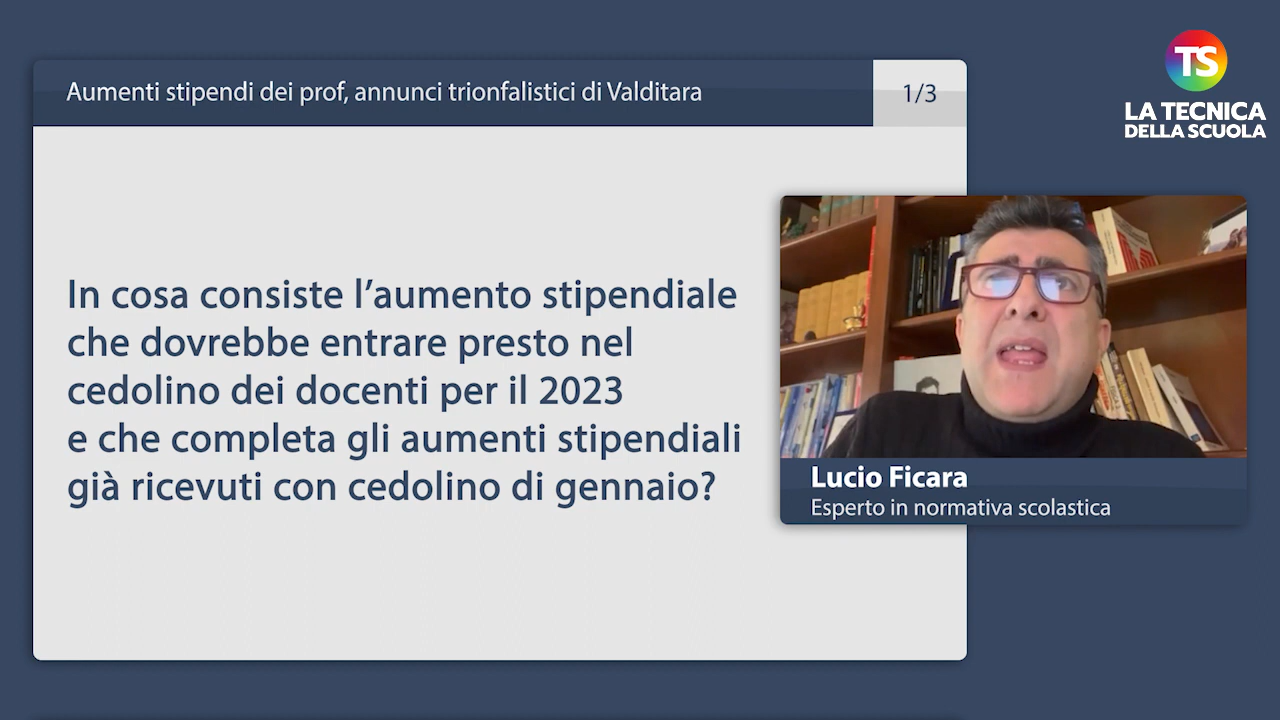 Aumenti stipendi dei prof, annunci trionfalistici di Valditara
1/3
TS
LA TECNICA
DELLA SCUOLA
In cosa consiste l'aumento stipendiale
che dovrebbe entrare presto nel
cedolino dei docenti per il 2023
e che completa gli aumenti stipendiali
già ricevuti con cedolino di gennaio?
Lucio Ficara
Esperto in normativa scolastica